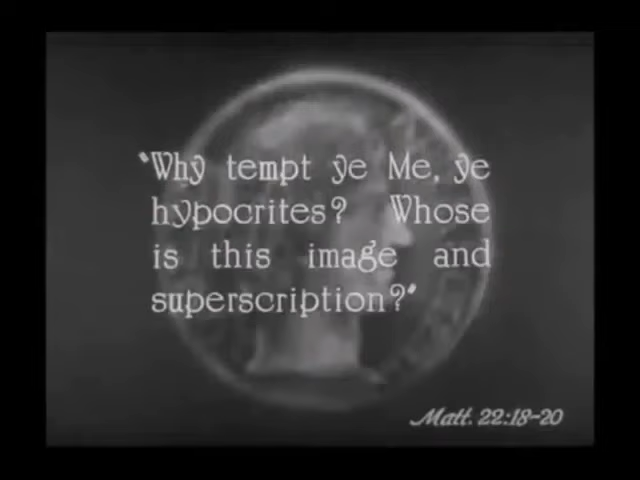 "Why tempt ye Me, ye
hypocrites? Whose
is this image and
superscription?"
Matt. 22:18-20